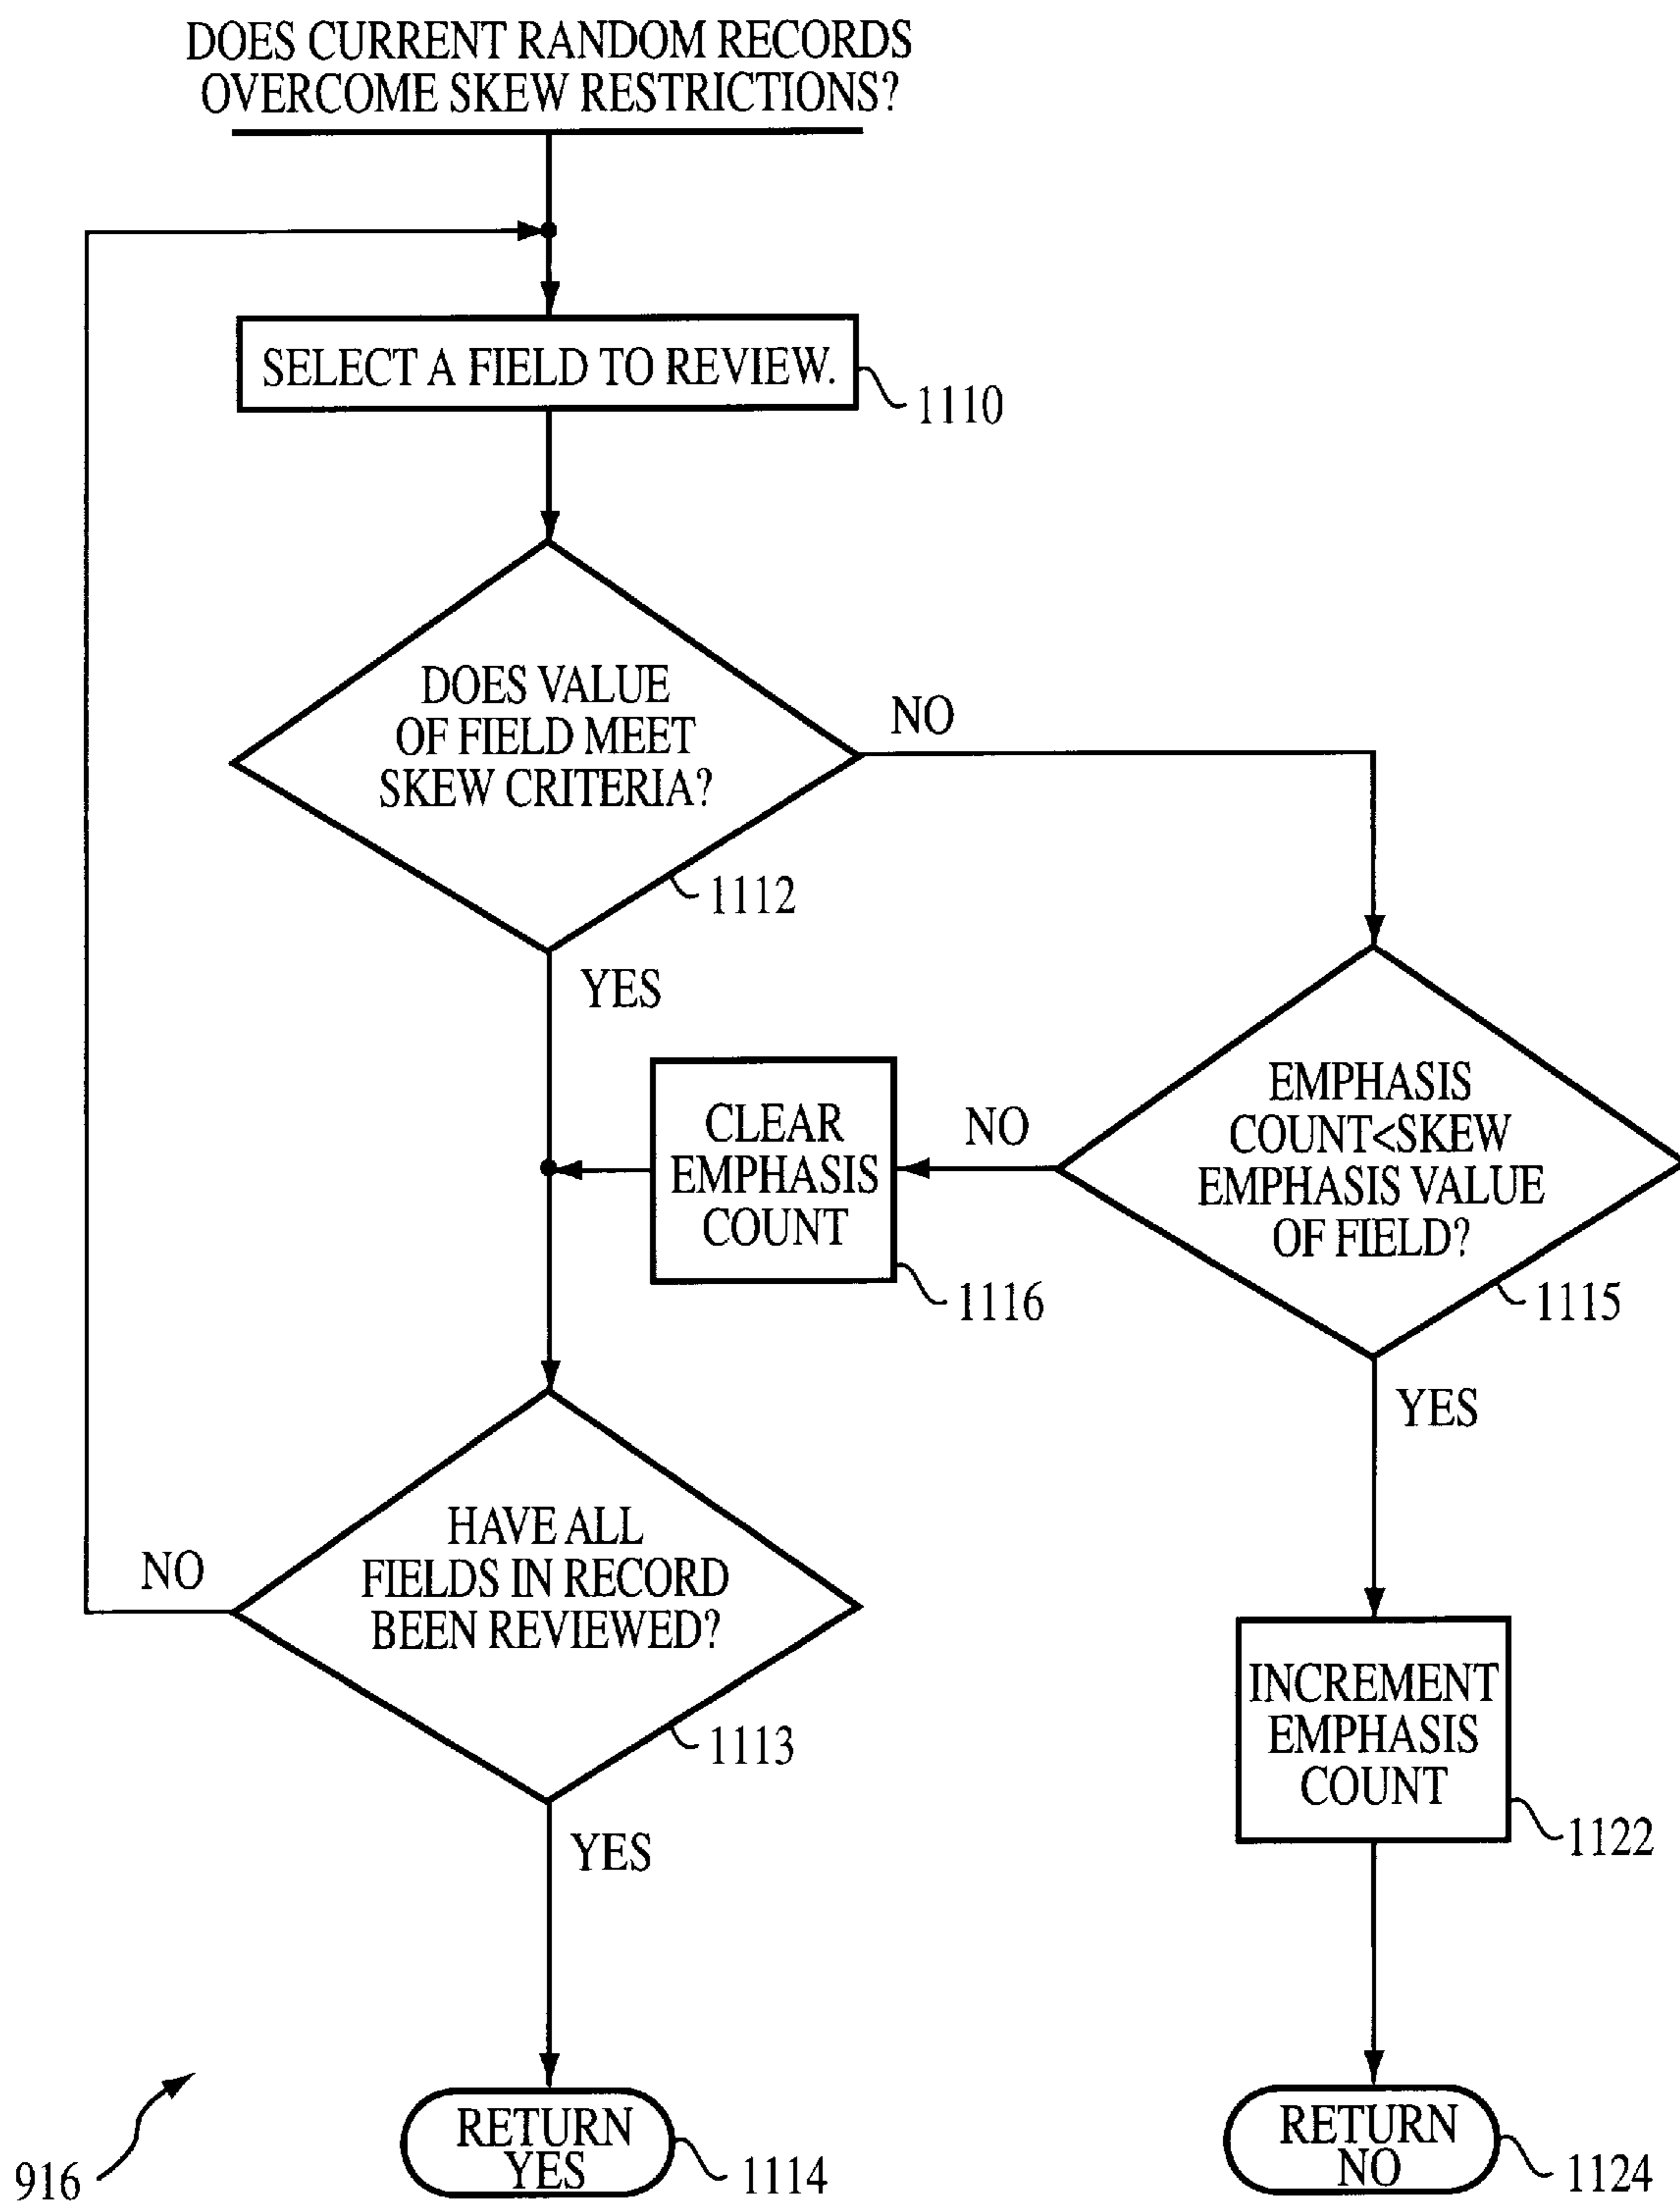 DOES CURRENT RANDOM RECORDS
OVERCOME SKEW RESTRICTIONS?
SELECT A FIELD TO REVIEW.
1110
DOES VALUE
OF FIELD MEET
SKEW CRITERIA?
NO
1112
YES
EMPHASIS
COUNT<SKEW
EMPHASIS VALUE
OF FIELD?
1115
NO
CLEAR
EMPHASIS
COUNT
1116
YES
HAVE ALL
FIELDS IN RECORD
BEEN REVIEWED?
NO
1113
YES
INCREMENT
EMPHASIS
COUNT
1122
RETURN
YES
1114
RETURN
NO
1124
916